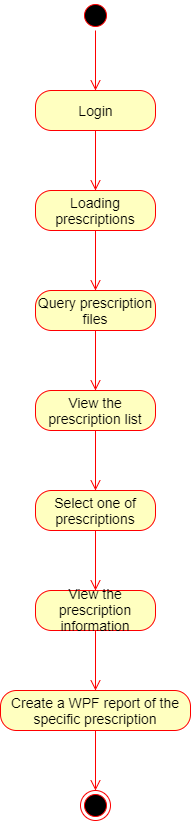 Login
Loading
prescriptions
Query prescription
files
View the
prescription list
Select one of
prescriptions
View the
prescription
information
Create a WPF report of the
specific prescription